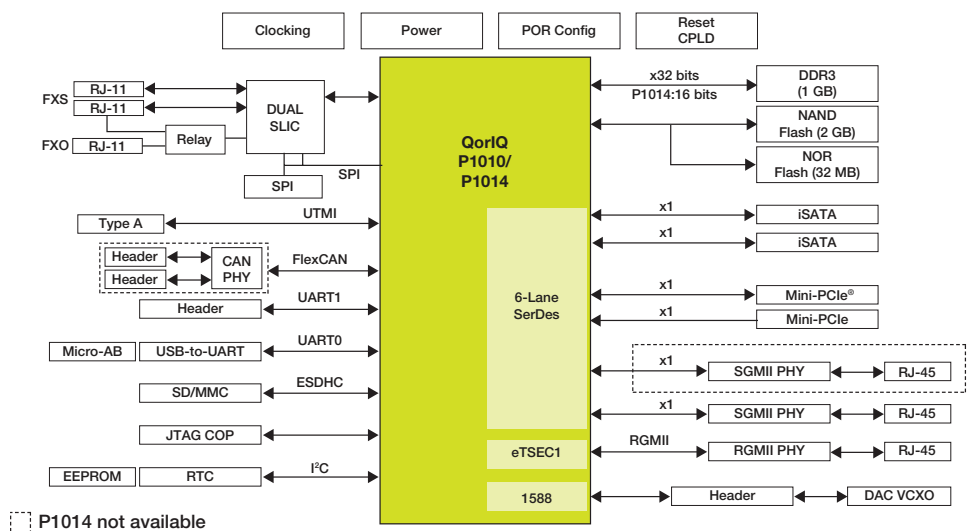 Clocking
Power
POR Config
Reset
CPLD
FXS
RJ-11
RJ-11
FXO
RJ-11
Relay
DUAL
SLIC
SPI
SPI
Type A
UTMI
Header
Header
CAN
PHY
FlexCAN
Header
UART1
Micro-AB
USB-to-UART
UART0
SD/MMC
ESDHC
JTAG COP
EEPROM
RTC
I²C
QorIQ
P1010/
P1014
6-Lane
SerDes
eTSEC1
1588
x32 bits
P1014:16 bits
DDR3
(1 GB)
NAND
Flash (2 GB)
NOR
Flash (32 MB)
x1
iSATA
x1
iSATA
x1
Mini-PCIe®
x1
Mini-PCIe
x1
SGMII PHY
RJ-45
x1
SGMII PHY
RJ-45
RGMII
RGMII PHY
RJ-45
Header
DAC VCXO
P1014 not available